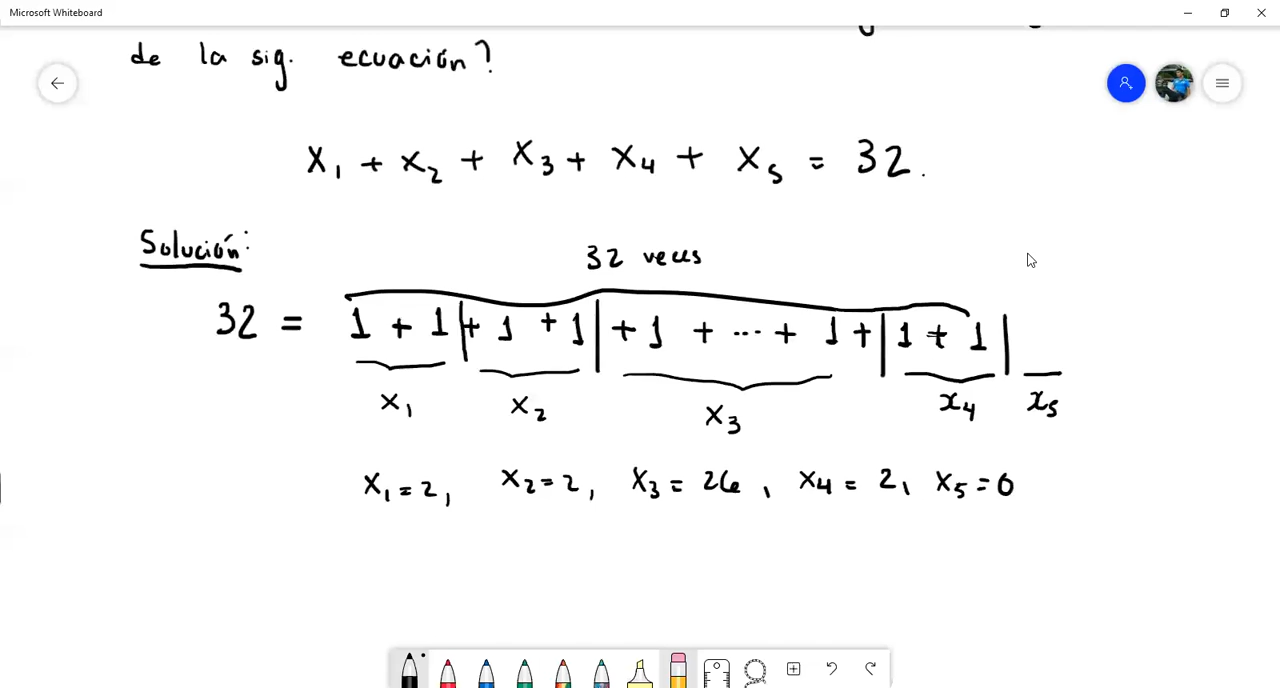 Microsoft Whiteboard
de la sig. ecuación?
x₁ + x₂ + x₃ + x₄ + x₅ = 32.
Solución:
32 veces
32 = 1 + 1 | + 1 + 1 | + 1 + ... + 1 + | 1 + 1 |
x₁ x₂ x₃ x₄ x₅
x₁ = 2, x₂ = 2, x₃ = 26, x₄ = 2, x₅ = 0